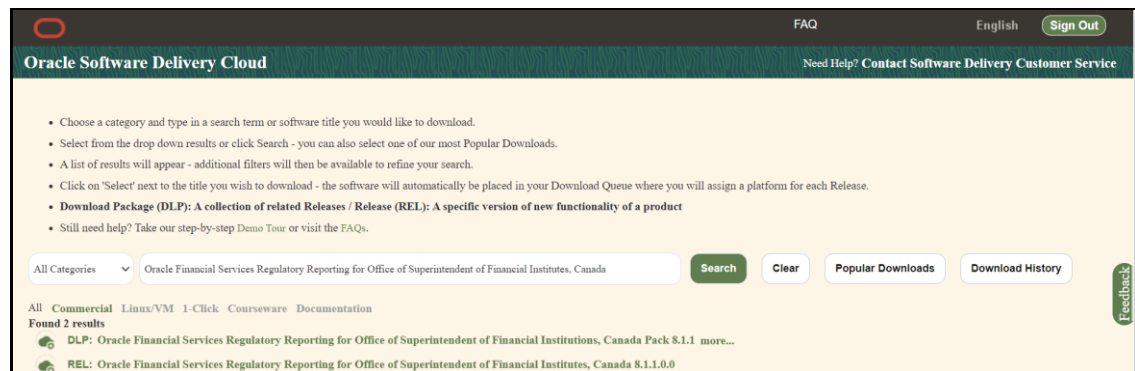 FAQ English Sign Out
Oracle Software Delivery Cloud Need Help? Contact Software Delivery Customer Service
• Choose a category and type in a search term or software title you would like to download.
• Select from the drop down results or click Search - you can also select one of our most Popular Downloads.
• A list of results will appear - additional filters will then be available to refine your search.
• Click on 'Select' next to the title you wish to download - the software will automatically be placed in your Download Queue where you will assign a platform for each Release.
• Download Package (DLP): A collection of related Releases / Release (REL): A specific version of new functionality of a product
• Still need help? Take our step-by-step Demo Tour or visit the FAQs.
All Categories Oracle Financial Services Regulatory Reporting for Office of Superintendent of Financial Institutes, Canada Search Clear Popular Downloads Download History
Feedback
All Commercial Linux/VM 1-Click Courseware Documentation
Found 2 results
DLP: Oracle Financial Services Regulatory Reporting for Office of Superintendent of Financial Institutions, Canada Pack 8.1.1 more...
REL: Oracle Financial Services Regulatory Reporting for Office of Superintendent of Financial Institutes, Canada 8.1.1.0.0